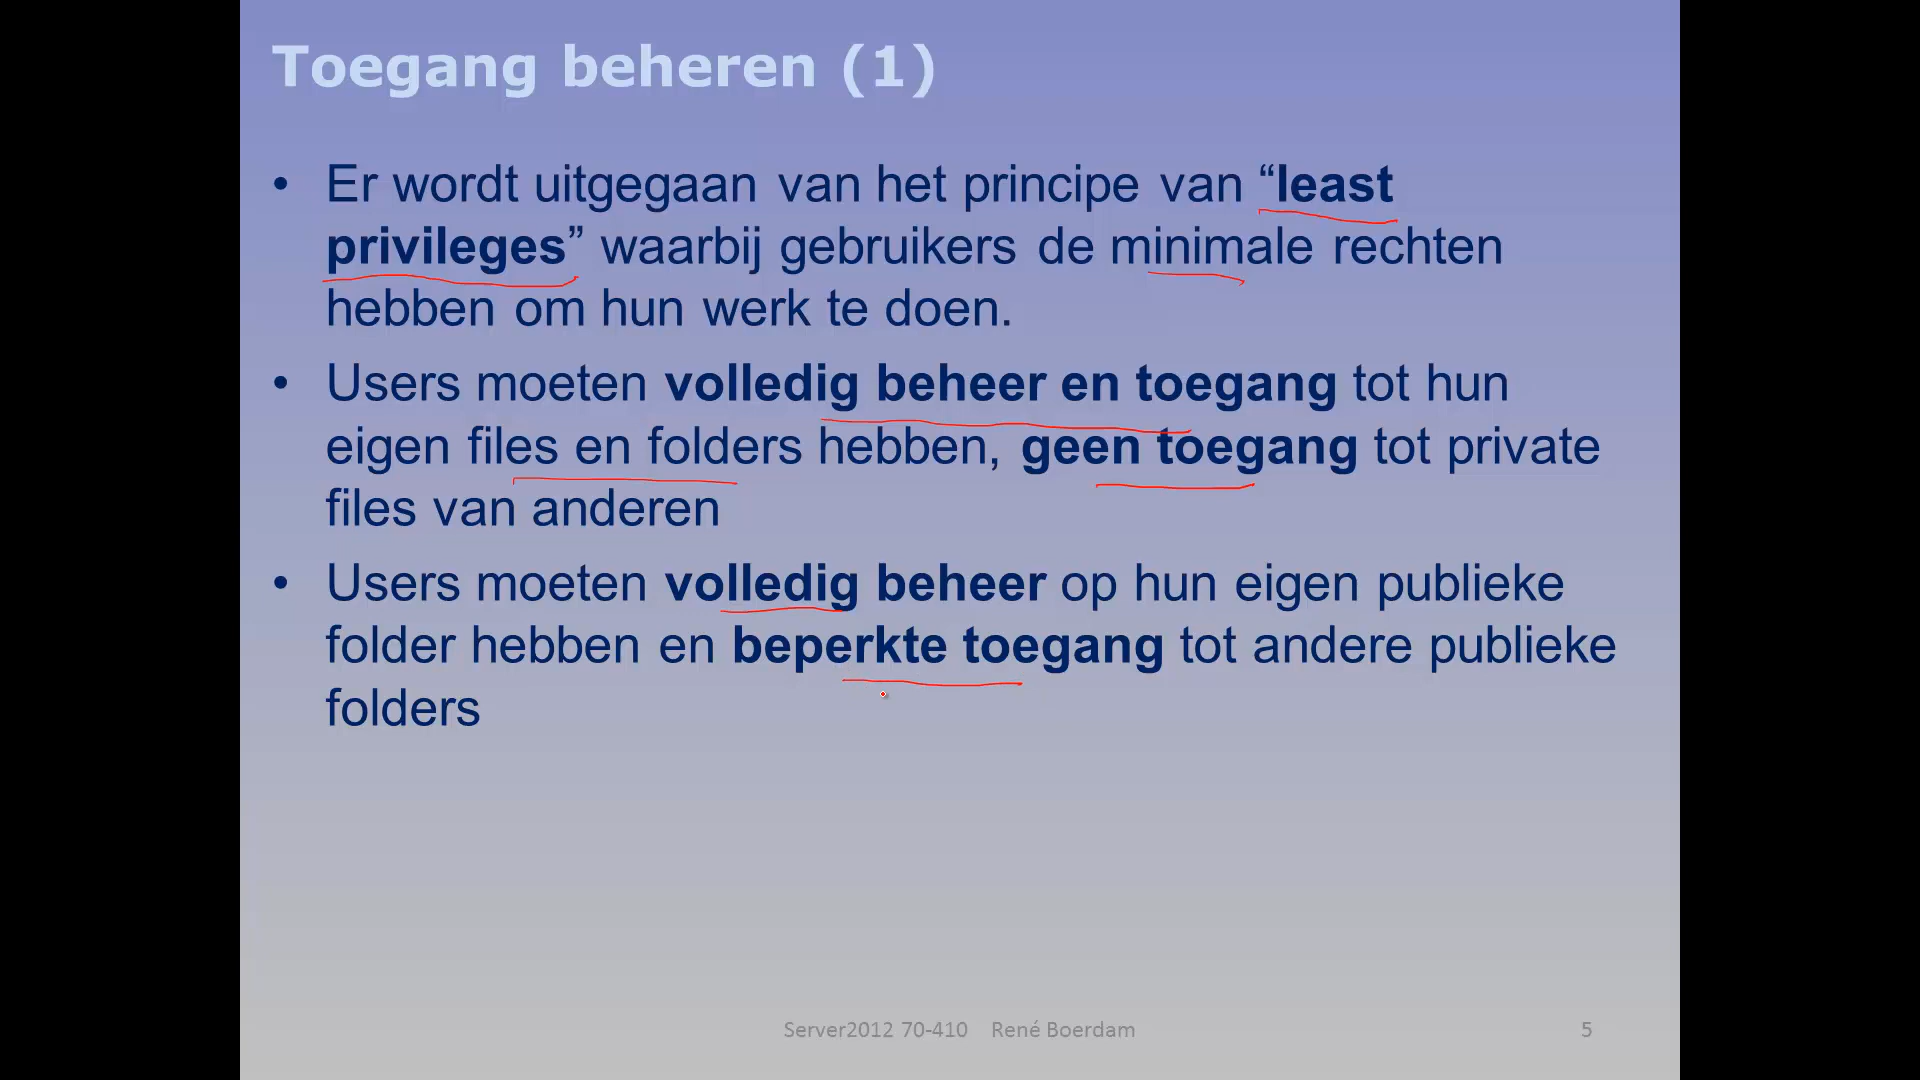 Toegang beheren (1)
• Er wordt uitgegaan van het principe van “least
privileges” waarbij gebruikers de minimale rechten
hebben om hun werk te doen.
• Users moeten volledig beheer en toegang tot hun
eigen files en folders hebben, geen toegang tot private
files van anderen
• Users moeten volledig beheer op hun eigen publieke
folder hebben en beperkte toegang tot andere publieke
folders
Server2012 70-410 René Boerdam 5